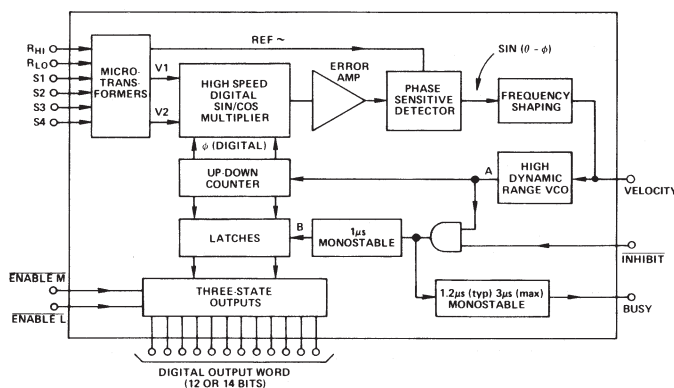 R HI
R LO
S1
S2
S3
S4
MICRO-
TRANS-
FORMERS
V1
V2
REF ~
HIGH SPEED
DIGITAL
SIN/COS
MULTIPLIER
ERROR
AMP
PHASE
SENSITIVE
DETECTOR
SIN (θ - ϕ)
FREQUENCY
SHAPING
ϕ (DIGITAL)
UP-DOWN
COUNTER
A
HIGH
DYNAMIC
RANGE VCO
VELOCITY
LATCHES
B
1μs
MONOSTABLE
INHIBIT
ENABLE M
ENABLE L
THREE-STATE
OUTPUTS
1.2μs (typ) 3μs (max)
MONOSTABLE
BUSY
DIGITAL OUTPUT WORD
(12 OR 14 BITS)